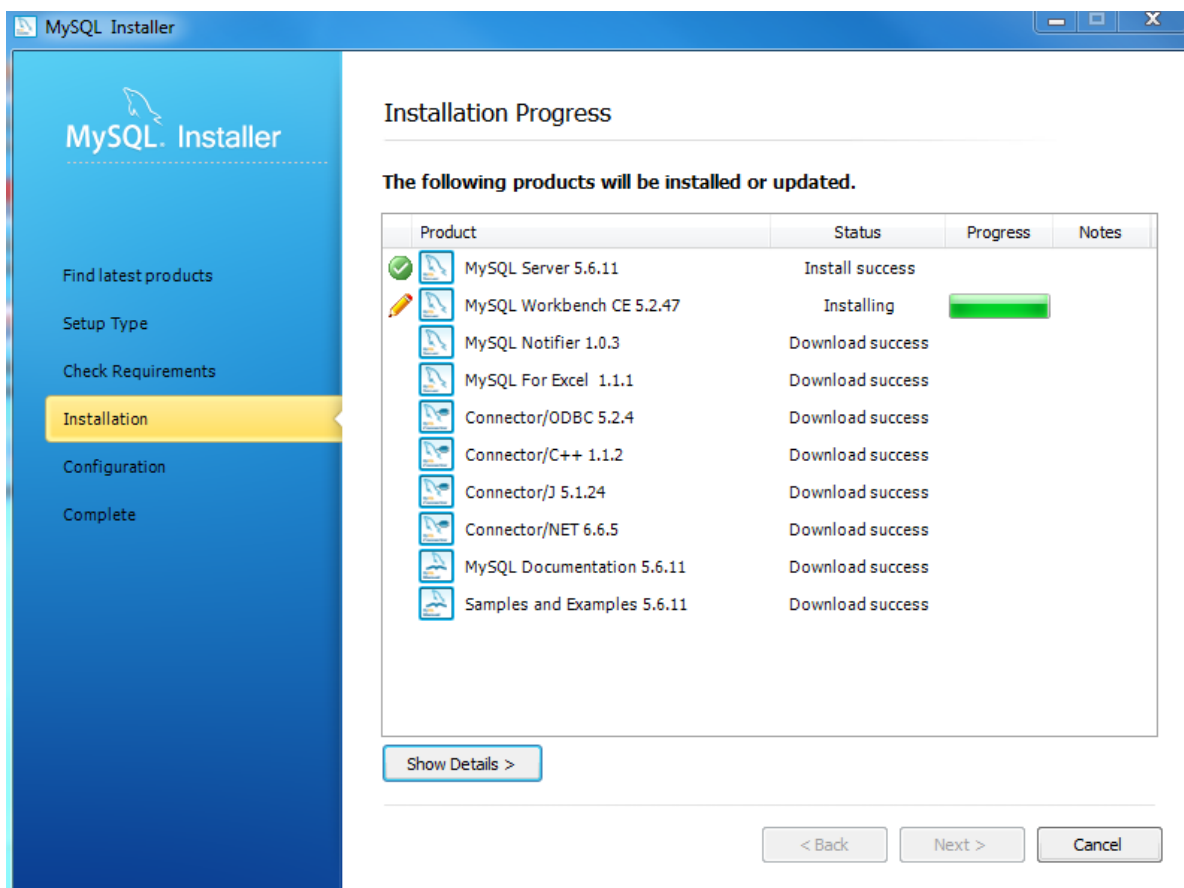 MySQL Installer
MySQL. Installer
Find latest products
Setup Type
Check Requirements
Installation
Configuration
Complete
Installation Progress
The following products will be installed or updated.
Product Status Progress Notes
MySQL Server 5.6.11 Install success
MySQL Workbench CE 5.2.47 Installing
MySQL Notifier 1.0.3 Download success
MySQL For Excel 1.1.1 Download success
Connector/ODBC 5.2.4 Download success
Connector/C++ 1.1.2 Download success
Connector/J 5.1.24 Download success
Connector/NET 6.6.5 Download success
MySQL Documentation 5.6.11 Download success
Samples and Examples 5.6.11 Download success
Show Details >
< Back Next > Cancel